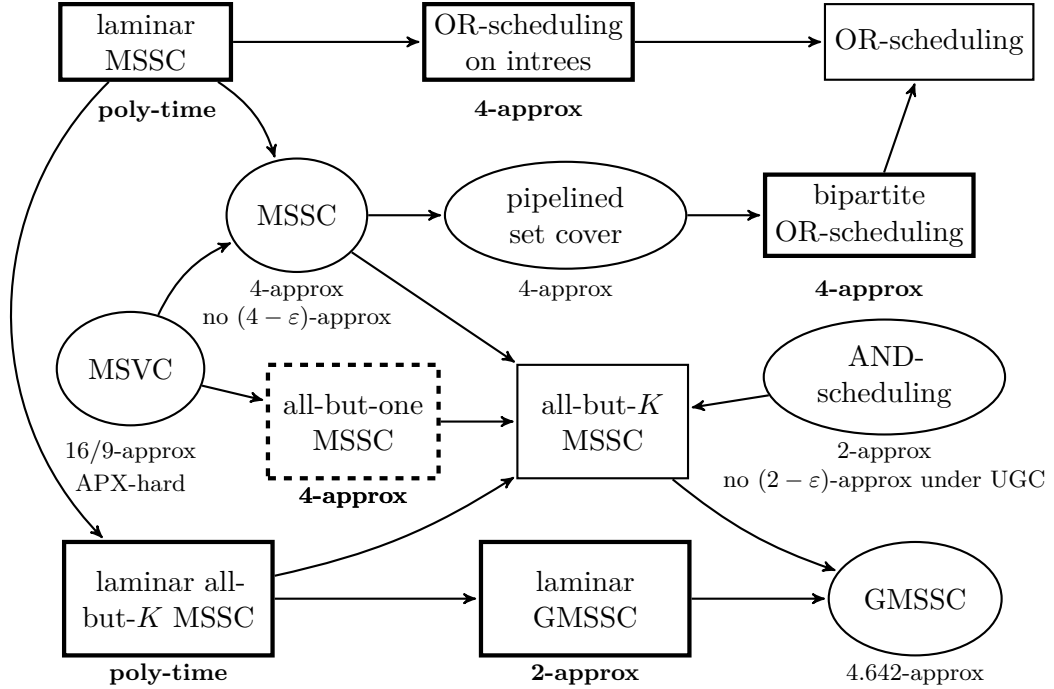 laminar
MSSC
poly-time
OR-scheduling
on intrees
4-approx
OR-scheduling
MSSC
4-approx
no (4 − ε)-approx
pipelined
set cover
4-approx
bipartite
OR-scheduling
4-approx
MSVC
16/9-approx
APX-hard
all-but-one
MSSC
4-approx
all-but-K
MSSC
AND-
scheduling
2-approx
no (2 − ε)-approx under UGC
laminar all-
but-K MSSC
poly-time
laminar
GMSSC
2-approx
GMSSC
4.642-approx